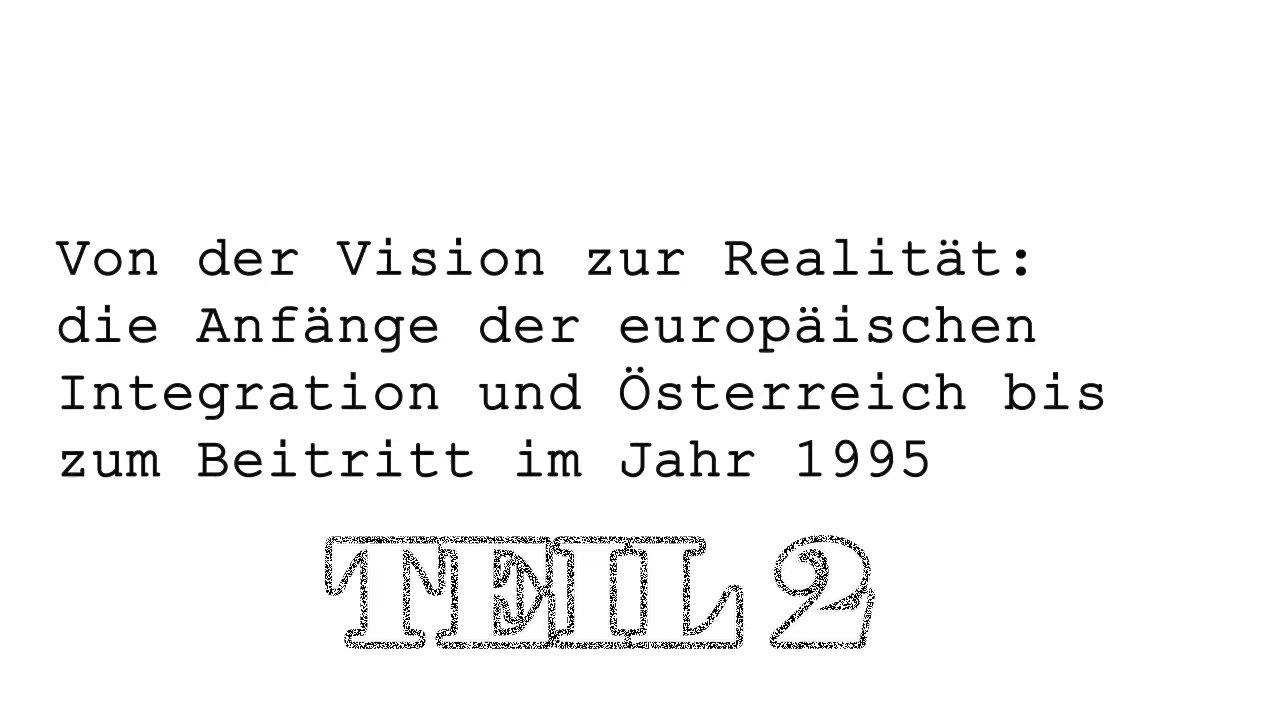 Von der Vision zur Realität:
die Anfänge der europäischen
Integration und Österreich bis
zum Beitritt im Jahr 1995
TEIL 2